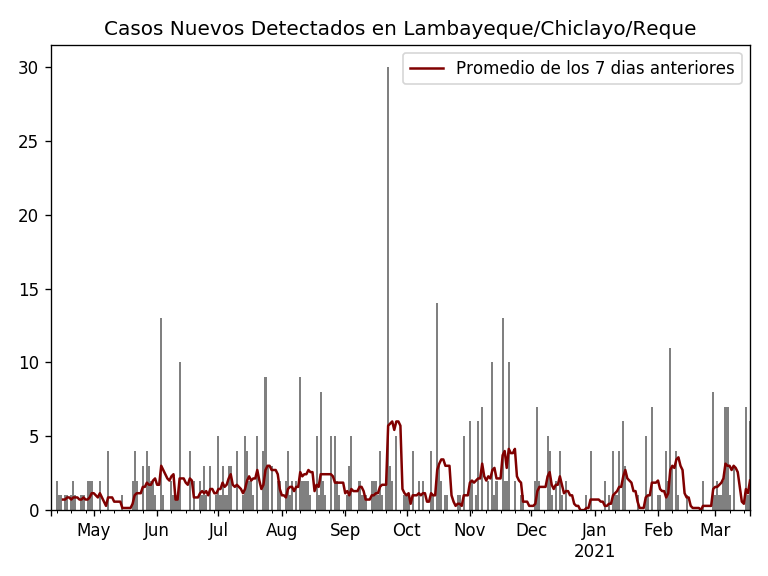 Casos Nuevos Detectados en Lambayeque/Chiclayo/Reque
Promedio de los 7 dias anteriores
30
25
20
15
10
5
0
May Jun Jul Aug Sep Oct Nov Dec Jan Feb Mar
2021